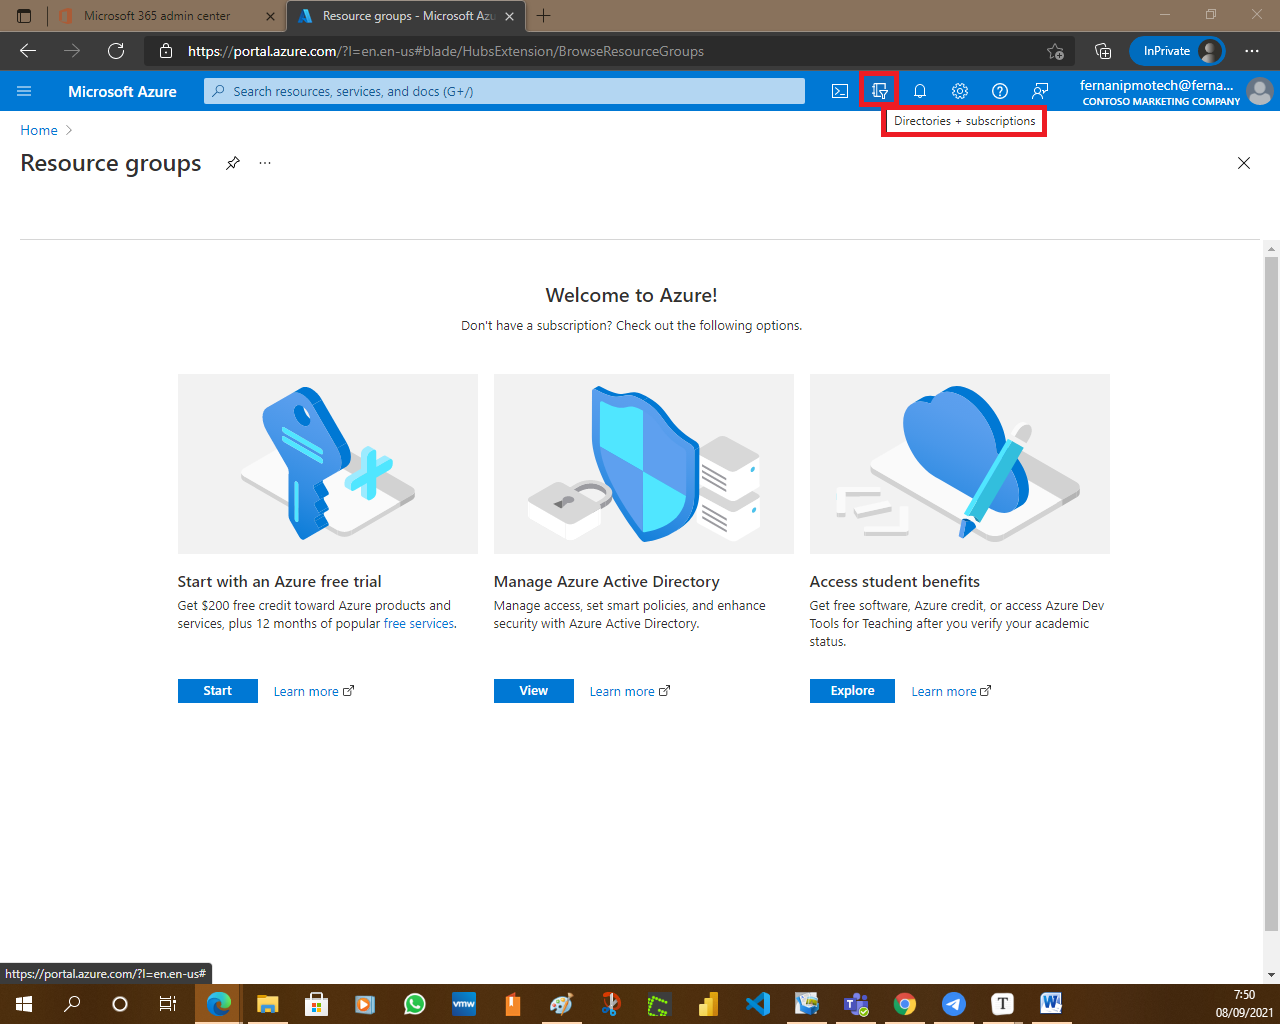 Microsoft 365 admin center
Resource groups - Microsoft Azu
https://portal.azure.com/?l=en.en-us#blade/HubsExtension/BrowseResourceGroups
InPrivate
Microsoft Azure
Search resources, services, and docs (G+/)
fernanipmotech@ferna...
CONTOSO MARKETING COMPANY
Directories + subscriptions
Home
Resource groups
Welcome to Azure!
Don't have a subscription? Check out the following options.
Start with an Azure free trial
Get $200 free credit toward Azure products and
services, plus 12 months of popular free services.
Start
Learn more
Manage Azure Active Directory
Manage access, set smart policies, and enhance
security with Azure Active Directory.
View
Learn more
Access student benefits
Get free software, Azure credit, or access Azure Dev
Tools for Teaching after you verify your academic
status.
Explore
Learn more
https://portal.azure.com/?l=en.en-us#
vmw
T
W
7:50
08/09/2021